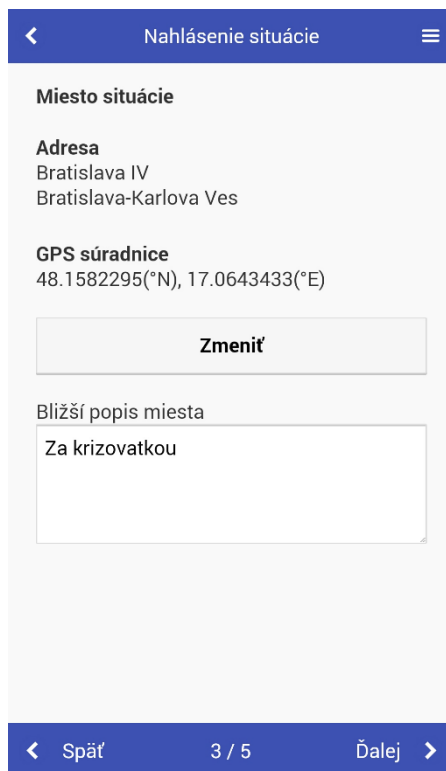 Nahlásenie situácie
Miesto situácie
Adresa
Bratislava IV
Bratislava-Karlova Ves
GPS súradnice
48.1582295(°N), 17.0643433(°E)
Zmeniť
Bližší popis miesta
Za krizovatkou
Späť 3 / 5 Ďalej